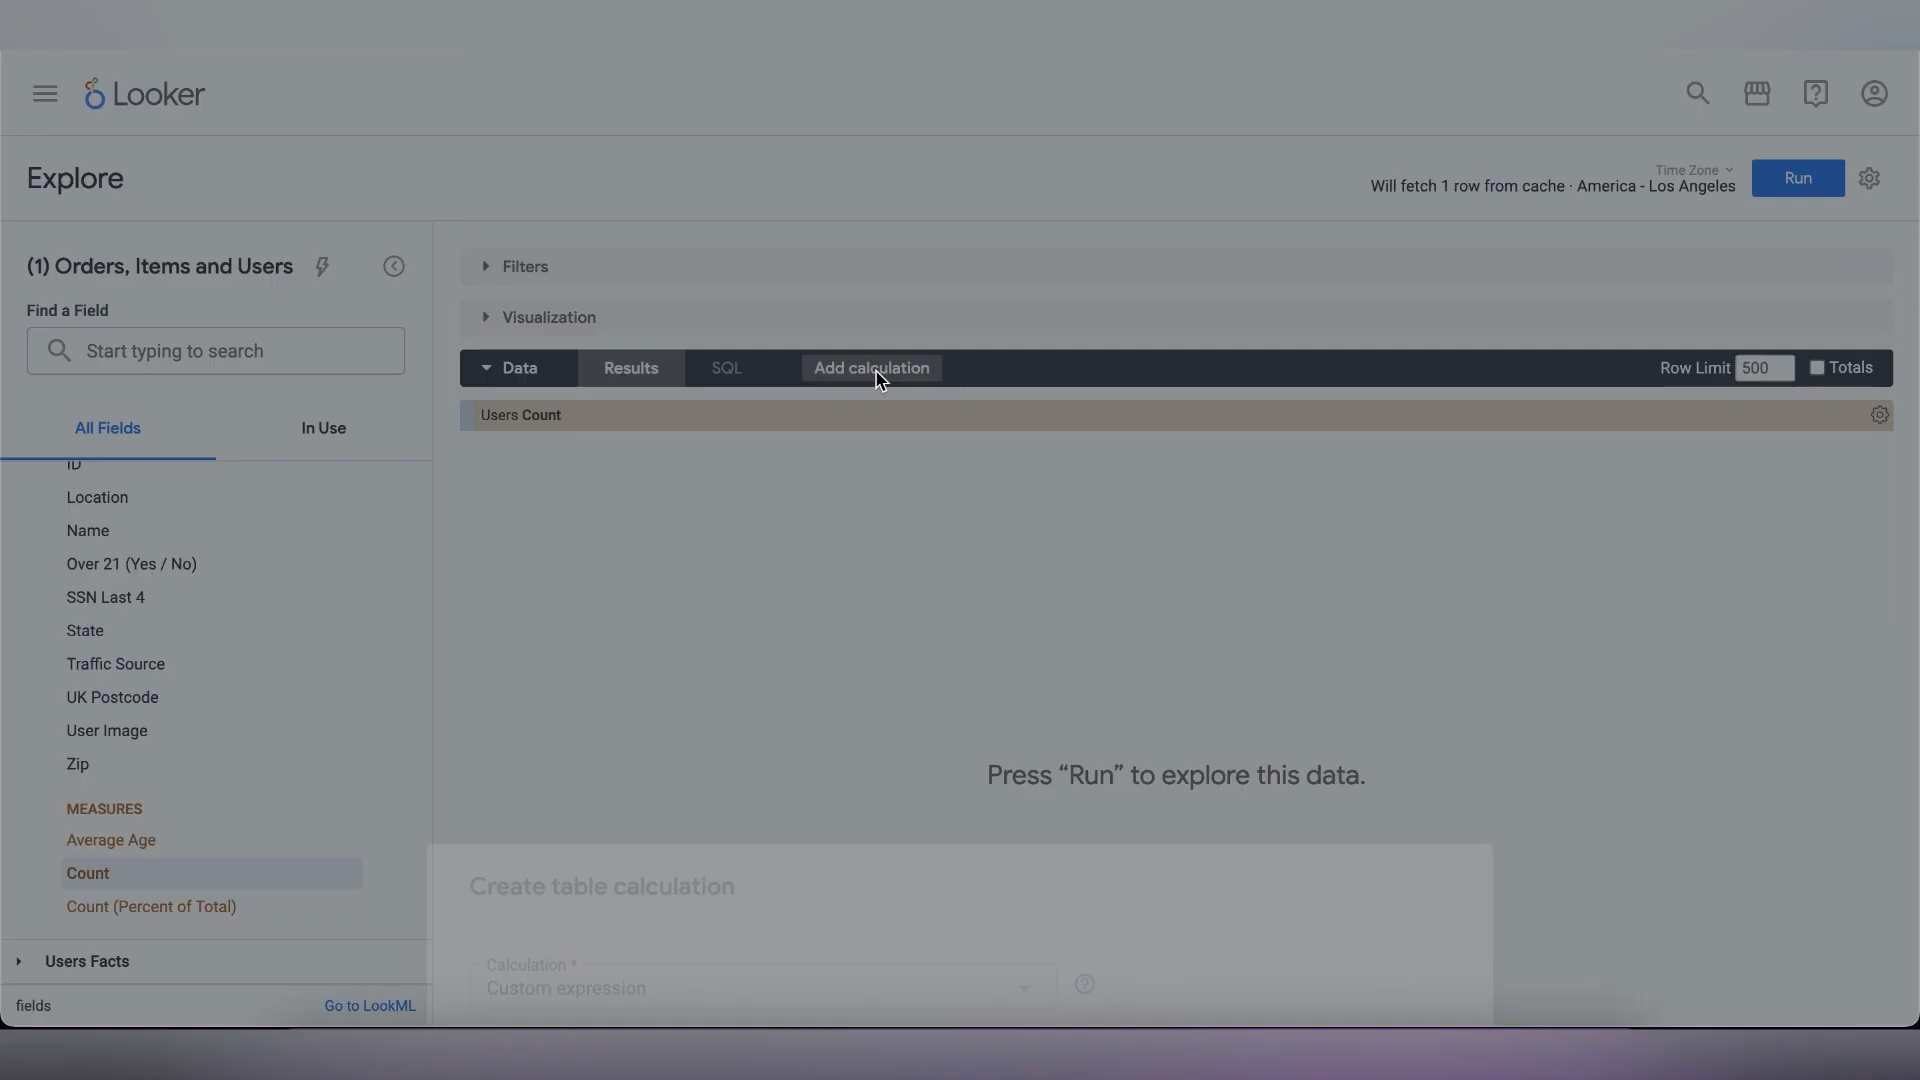 Looker
Explore
Time Zone
Will fetch 1 row from cache · America - Los Angeles
Run
(1) Orders, Items and Users
Find a Field
Start typing to search
All Fields
In Use
ID
Location
Name
Over 21 (Yes / No)
SSN Last 4
State
Traffic Source
UK Postcode
User Image
Zip
MEASURES
Average Age
Count
Count (Percent of Total)
Users Facts
fields
Go to LookML
Filters
Visualization
Data
Results
SQL
Add calculation
Row Limit
500
Totals
Users Count
Press “Run” to explore this data.
Create table calculation
Calculation *
Custom expression